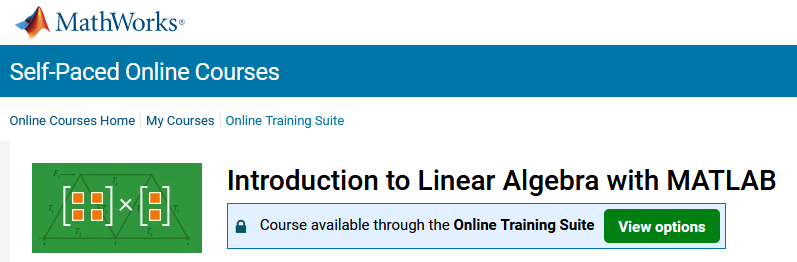 MathWorks®
Self-Paced Online Courses
Online Courses Home My Courses Online Training Suite
Introduction to Linear Algebra with MATLAB
Course available through the Online Training Suite View options